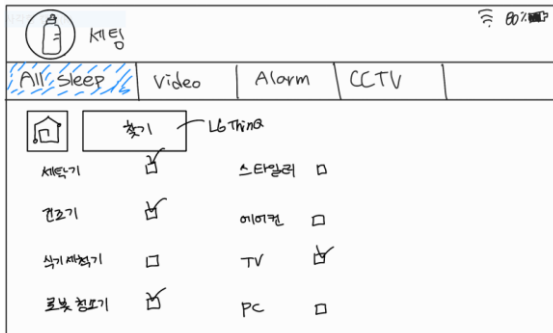 세팅
80%
All Sleep
Video
Alarm
CCTV
찾기
LG ThinQ
세탁기
스타일러
건조기
에어컨
식기세척기
TV
로봇청소기
PC